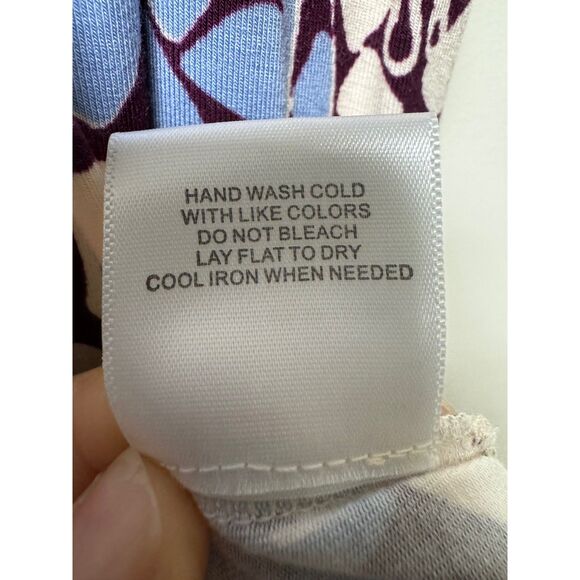 HAND WASH COLD
WITH LIKE COLORS
DO NOT BLEACH
LAY FLAT TO DRY
COOL IRON WHEN NEEDED